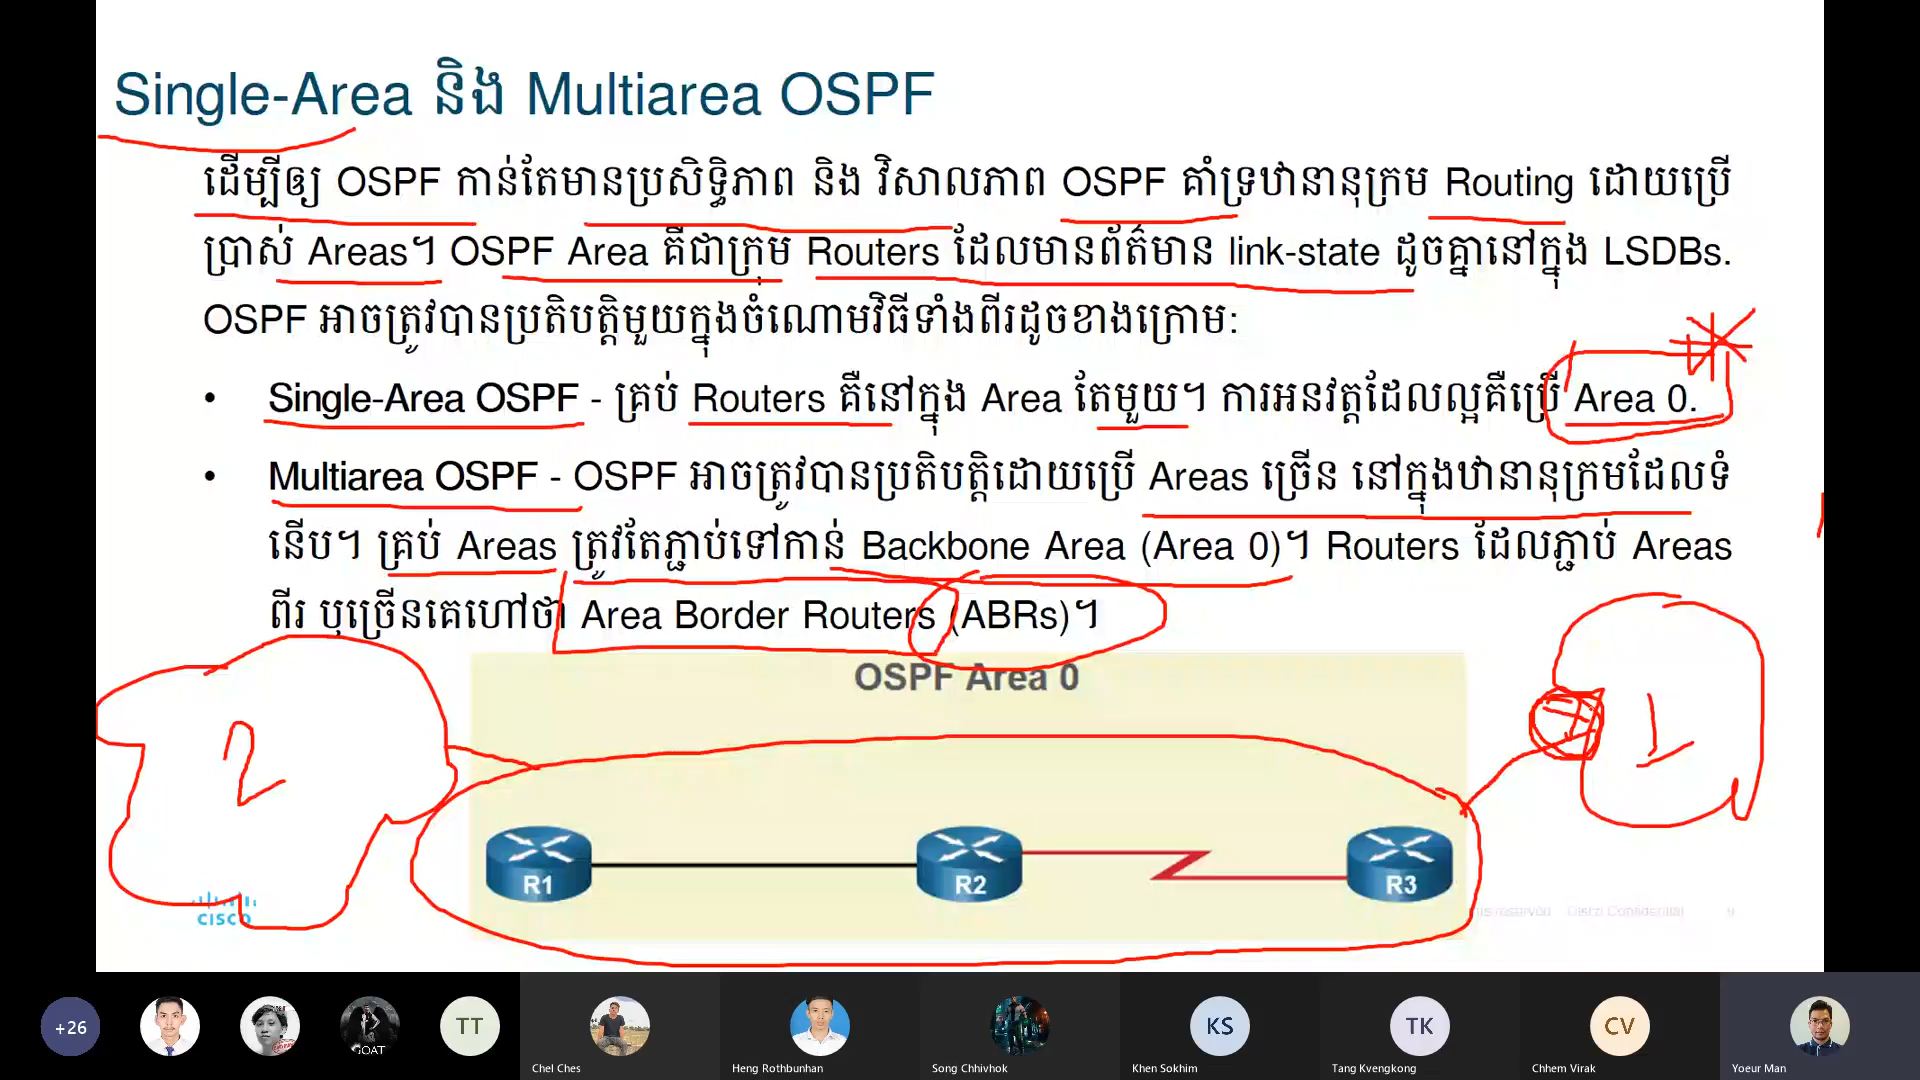 Single-Area និង Multiarea OSPF
ដើម្បីឲ្យ OSPF កាន់តែមានប្រសិទ្ធិភាព និង វិសាលភាព OSPF គាំទ្រឋានានុក្រម Routing ដោយប្រើ
ប្រាស់ Areas។ OSPF Area គឺជាក្រុម Routers ដែលមានព័ត៌មាន link-state ដូចគ្នានៅក្នុង LSDBs.
OSPF អាចត្រូវបានប្រតិបត្តិមួយក្នុងចំណោមវិធីទាំងពីរដូចខាងក្រោម:
• Single-Area OSPF - គ្រប់ Routers គឺនៅក្នុង Area តែមួយ។ ការអនវត្តដែលល្អគឺប្រើ Area 0.
• Multiarea OSPF - OSPF អាចត្រូវបានប្រតិបត្តិដោយប្រើ Areas ច្រើន នៅក្នុងឋានានុក្រមដែលទំ
នើប។ គ្រប់ Areas ត្រូវតែភ្ជាប់ទៅកាន់ Backbone Area (Area 0)។ Routers ដែលភ្ជាប់ Areas
ពីរ ឬច្រើនគេហៅថា Area Border Routers (ABRs)។
OSPF Area 0
2
1
R1
R2
R3
CISCO
Confidential
9
+26
GOAT
TT
KS
TK
CV
Chel Ches
Heng Rothbunhan
Song Chhivhok
Khen Sokhim
Tang Kvengkong
Chhem Virak
Yoeur Man